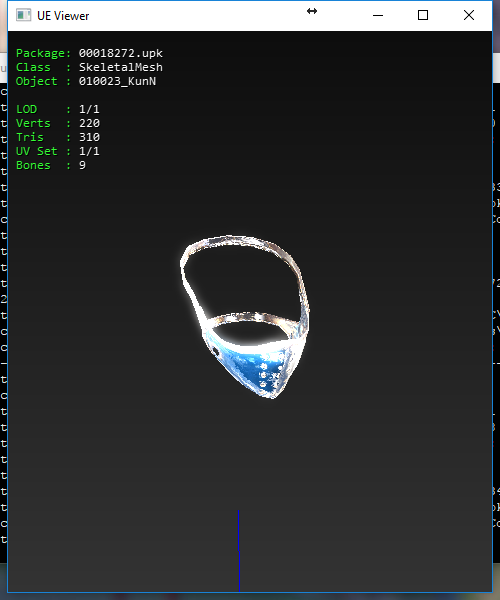 UE Viewer
Package: 00018272.upk
Class  : SkeletalMesh
Object : 010023_KunN
LOD    : 1/1
Verts  : 220
Tris   : 310
UV Set : 1/1
Bones  : 9